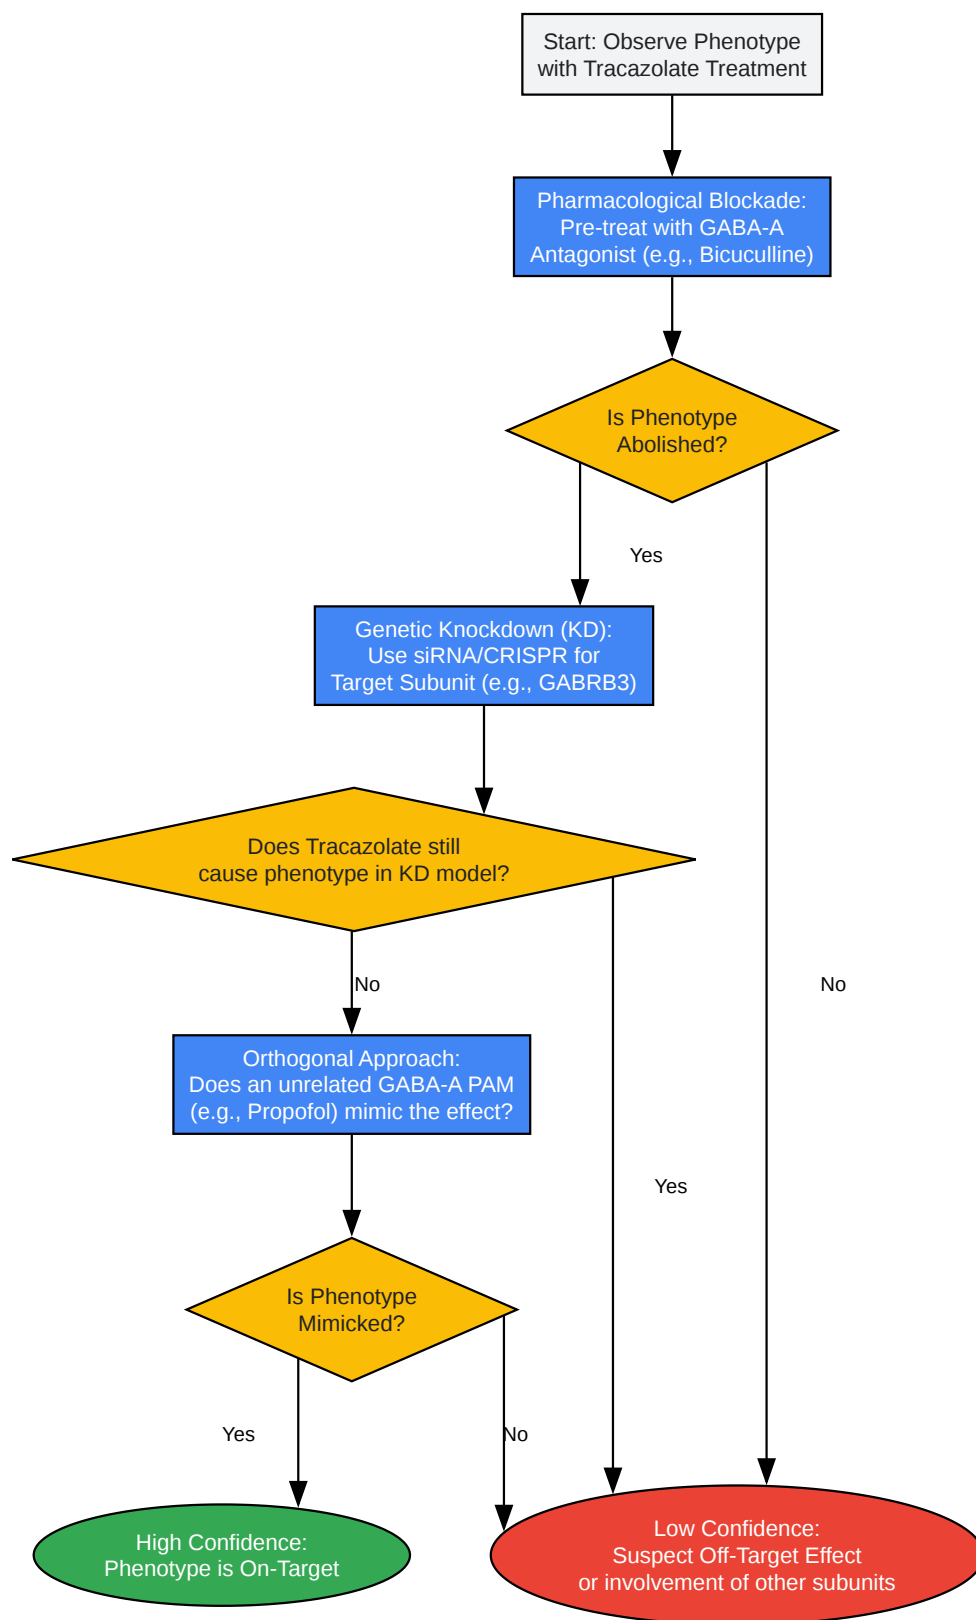 Start: Observe Phenotype
with Tracazolate Treatment
Pharmacological Blockade:
Pre-treat with GABA-A
Antagonist (e.g., Bicuculline)
Is Phenotype
Abolished?
Yes
Genetic Knockdown (KD):
Use siRNA/CRISPR for
Target Subunit (e.g., GABRB3)
Does Tracazolate still
cause phenotype in KD model?
No
No
Orthogonal Approach:
Does an unrelated GABA-A PAM
(e.g., Propofol) mimic the effect?
Yes
Is Phenotype
Mimicked?
Yes
No
High Confidence:
Phenotype is On-Target
Low Confidence:
Suspect Off-Target Effect
or involvement of other subunits